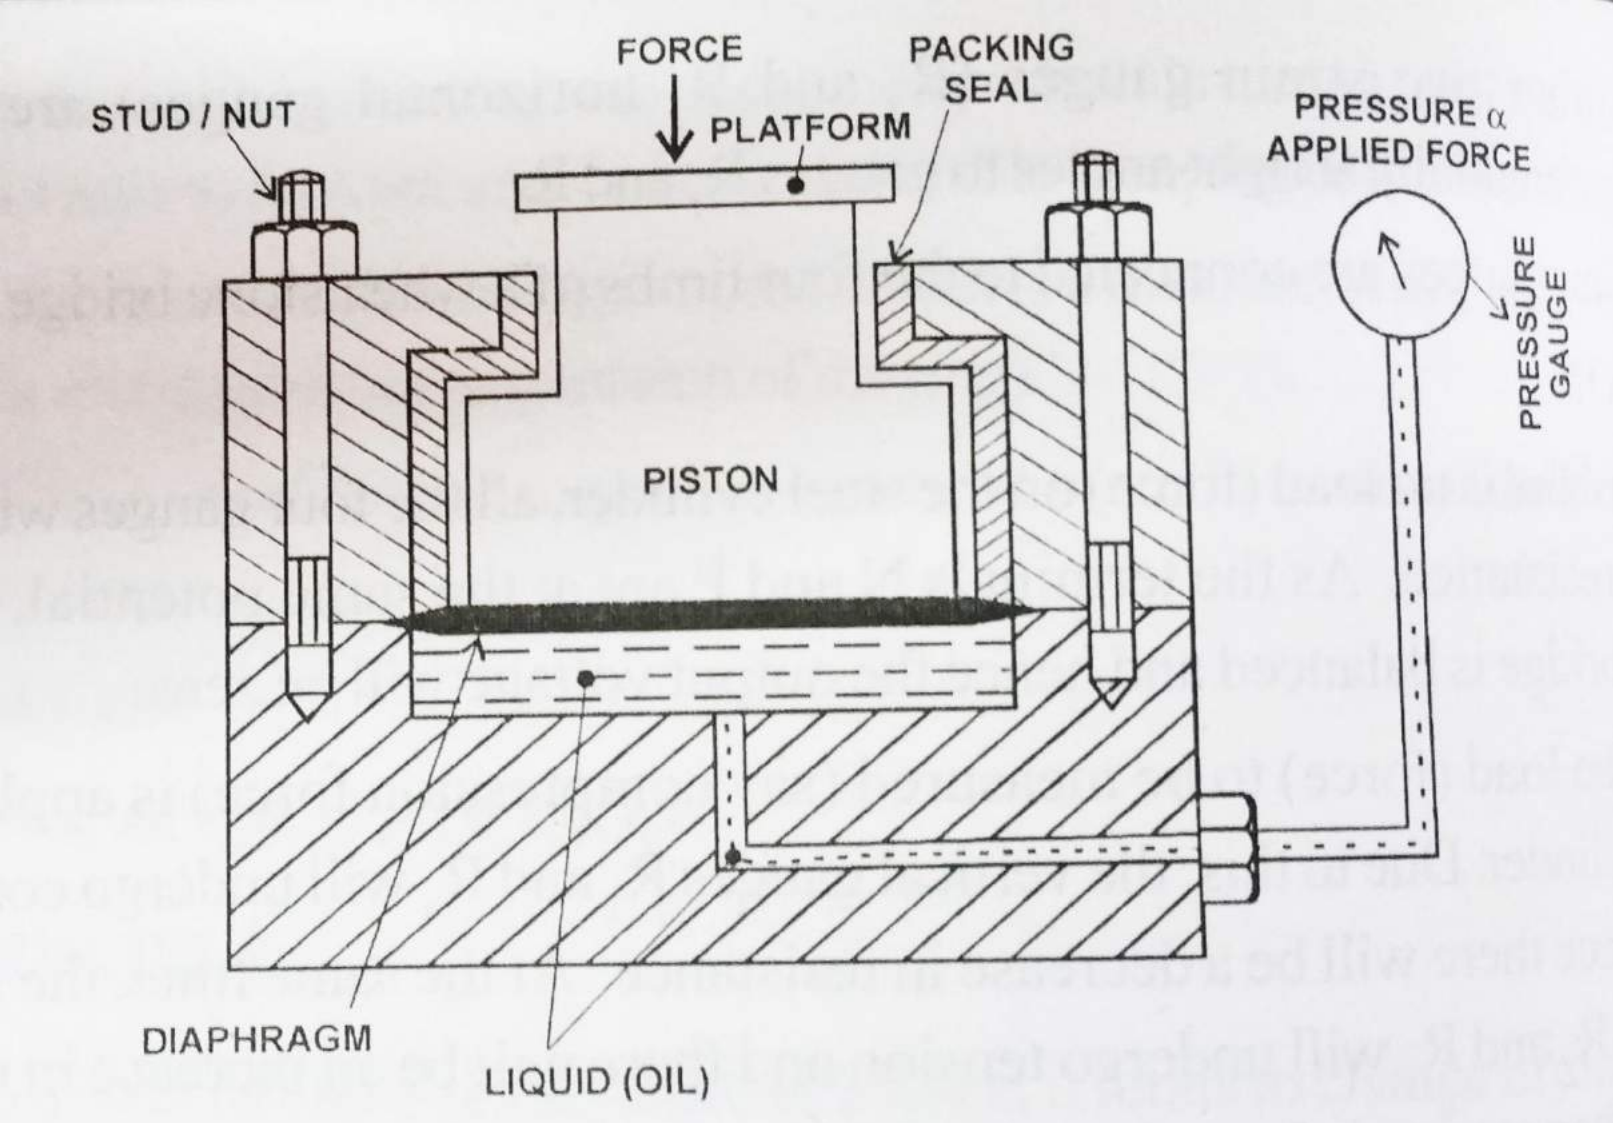 FORCE
PACKING
SEAL
STUD / NUT
PLATFORM
PRESSURE α
APPLIED FORCE
PRESSURE
GAUGE
PISTON
DIAPHRAGM
LIQUID (OIL)